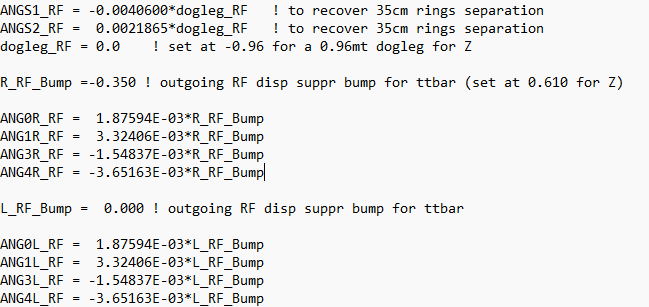 ANGS1_RF = -0.0040600*dogleg_RF   ! to recover 35cm rings separation
ANGS2_RF =  0.0021865*dogleg_RF   ! to recover 35cm rings separation
dogleg_RF = 0.0    ! set at -0.96 for a 0.96mt dogleg for Z
R_RF_Bump =-0.350 ! outgoing RF disp suppr bump for ttbar (set at 0.610 for Z)
ANG0R_RF =  1.87594E-03*R_RF_Bump
ANG1R_RF =  3.32406E-03*R_RF_Bump
ANG3R_RF = -1.54837E-03*R_RF_Bump
ANG4R_RF = -3.65163E-03*R_RF_Bump
L_RF_Bump =  0.000 ! outgoing RF disp suppr bump for ttbar
ANG0L_RF =  1.87594E-03*L_RF_Bump
ANG1L_RF =  3.32406E-03*L_RF_Bump
ANG3L_RF = -1.54837E-03*L_RF_Bump
ANG4L_RF = -3.65163E-03*L_RF_Bump